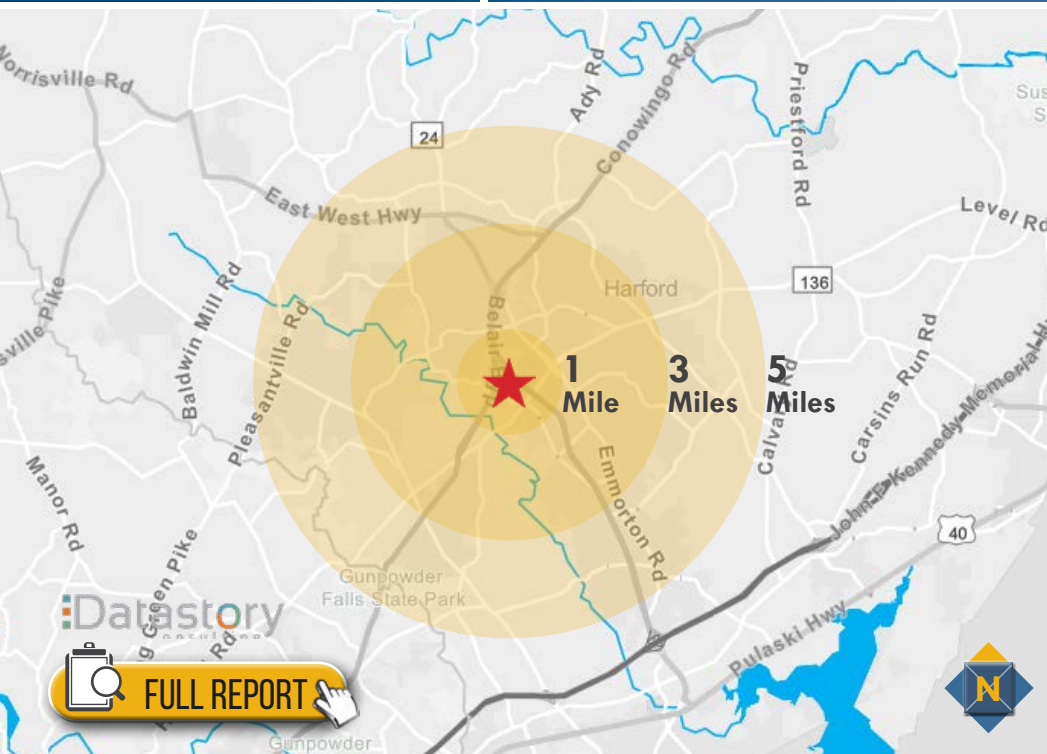 Norrisville Rd
Ady Rd
Conowingo Rd
Priestford Rd
24
East West Hwy
Level Rd
Harford
136
Baldwin Mill Rd
Pleasantville Rd
Belair
1
Mile
3
Miles
5
Miles
Carsins Run Rd
John F Kennedy Memorial
Emmorton Rd
Manor Rd
40
Green Pike
Gunpowder
Falls State Park
Datastory
Pulaski Hwy
FULL REPORT
N
Gunpowder